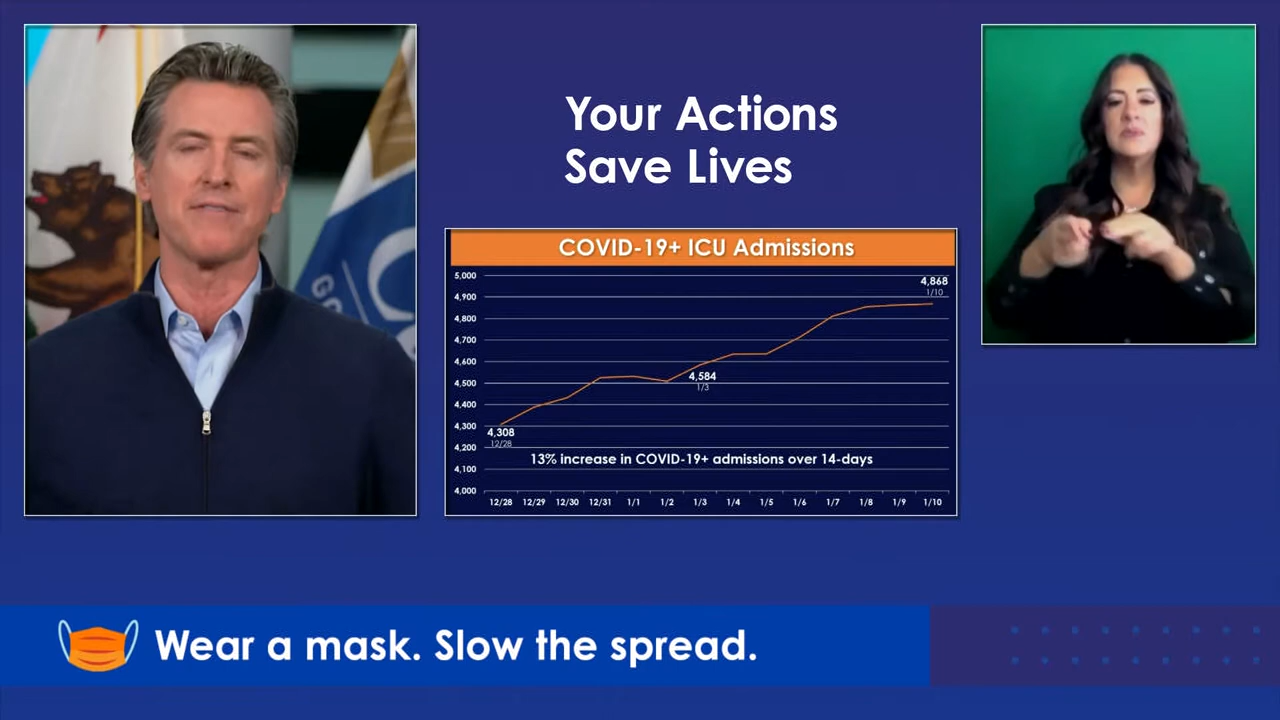 Your Actions
Save Lives
COVID-19+ ICU Admissions
5,000
4,900
4,800
4,700
4,600
4,500
4,400
4,300
4,200
4,100
4,000
4,868
1/10
4,584
1/3
4,308
12/28
13% increase in COVID-19+ admissions over 14-days
12/28 12/29 12/30 12/31 1/1 1/2 1/3 1/4 1/5 1/6 1/7 1/8 1/9 1/10
Wear a mask. Slow the spread.